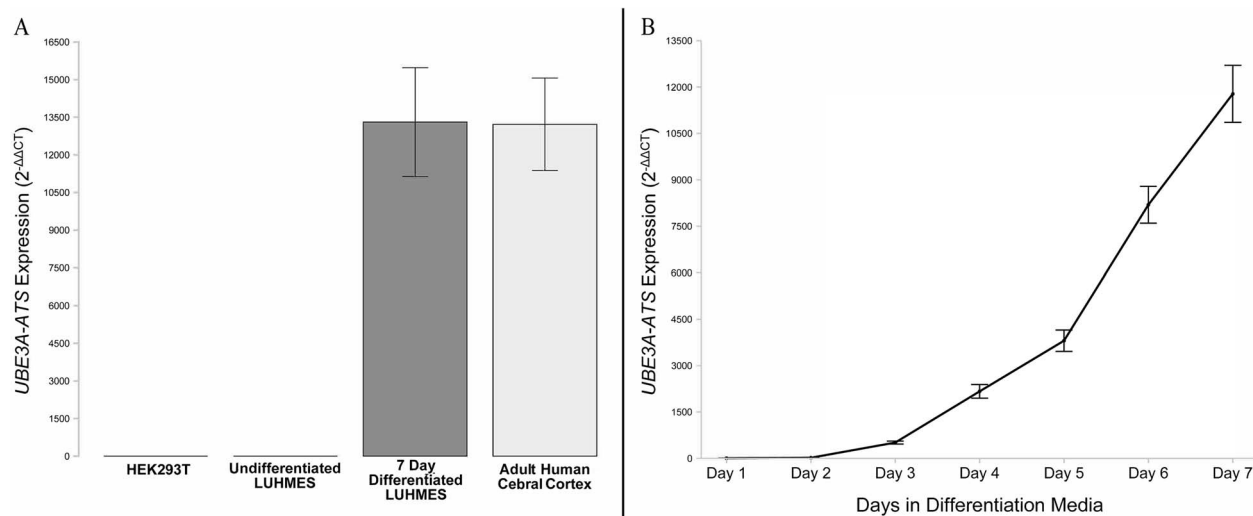 A
UBE3A-ATS Expression (2-ΔΔCT)
16500
15000
13500
12000
10500
9000
7500
6000
4500
3000
1500
0
HEK293T
Undifferentiated
LUHMES
7 Day
Differentiated
LUHMES
Adult Human
Cebral Cortex
B
UBE3A-ATS Expression (2-ΔΔCT)
13500
12000
10500
9000
7500
6000
4500
3000
1500
0
Day 1 Day 2 Day 3 Day 4 Day 5 Day 6 Day 7
Days in Differentiation Media